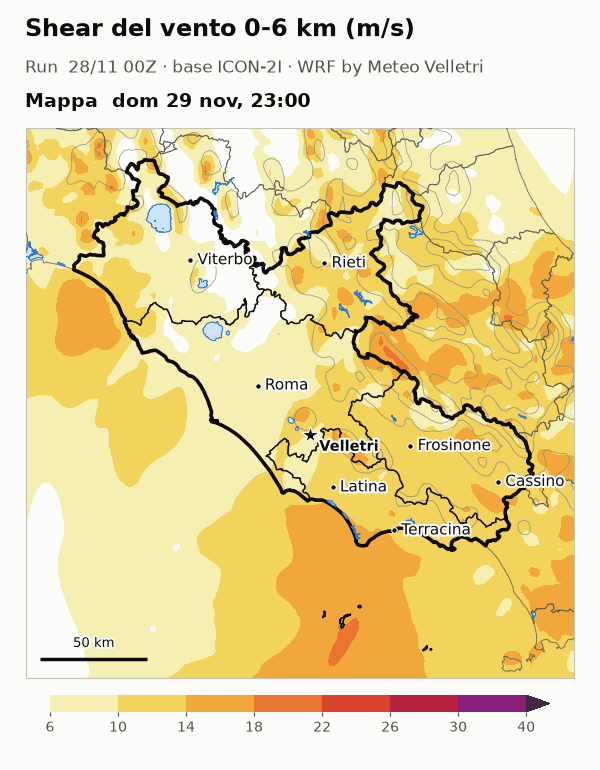 Shear del vento 0-6 km (m/s)
Run  28/11 00Z · base ICON-2I · WRF by Meteo Velletri
Mappa  dom 29 nov, 23:00
Viterbo
Rieti
Roma
Velletri
Frosinone
Cassino
Latina
Terracina
50 km
6 10 14 18 22 26 30 40